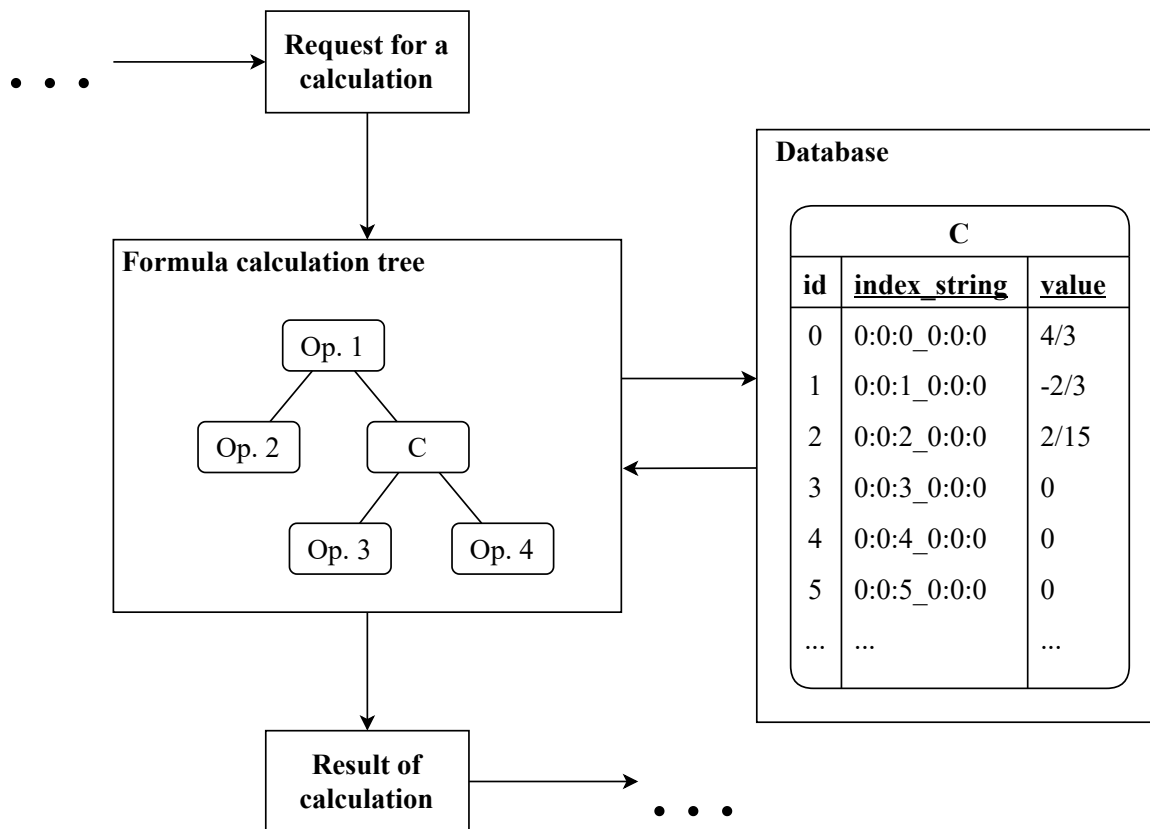 Request for a
calculation
• • •
Database
C
id index_string value
0 0:0:0_0:0:0 4/3
1 0:0:1_0:0:0 -2/3
2 0:0:2_0:0:0 2/15
3 0:0:3_0:0:0 0
4 0:0:4_0:0:0 0
5 0:0:5_0:0:0 0
... ... ...
Formula calculation tree
Op. 1
Op. 2 C
Op. 3 Op. 4
Result of
calculation
• • •